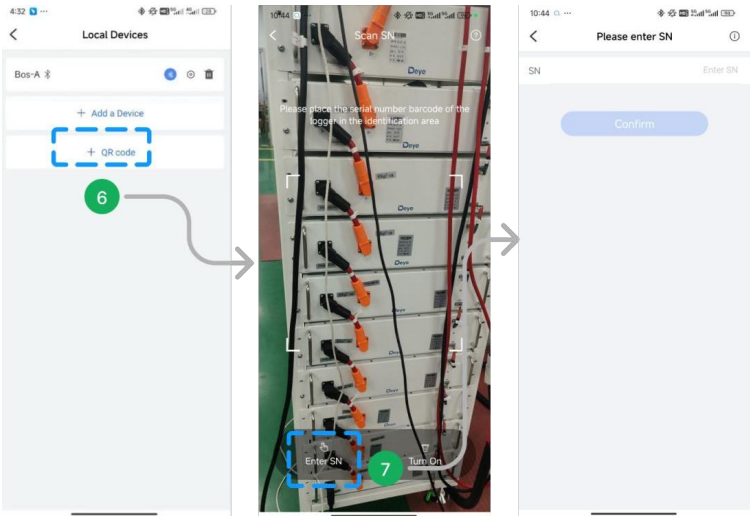 4:32
Local Devices
Bos-A
+ Add a Device
+ QR code
6
10:44
Scan SN
Please place the serial number barcode of the
logger in the identification area
Deye
Deye
Deye
Deye
Deye
Deye
Enter SN
Turn On
7
10:44
Please enter SN
SN
Enter SN
Confirm